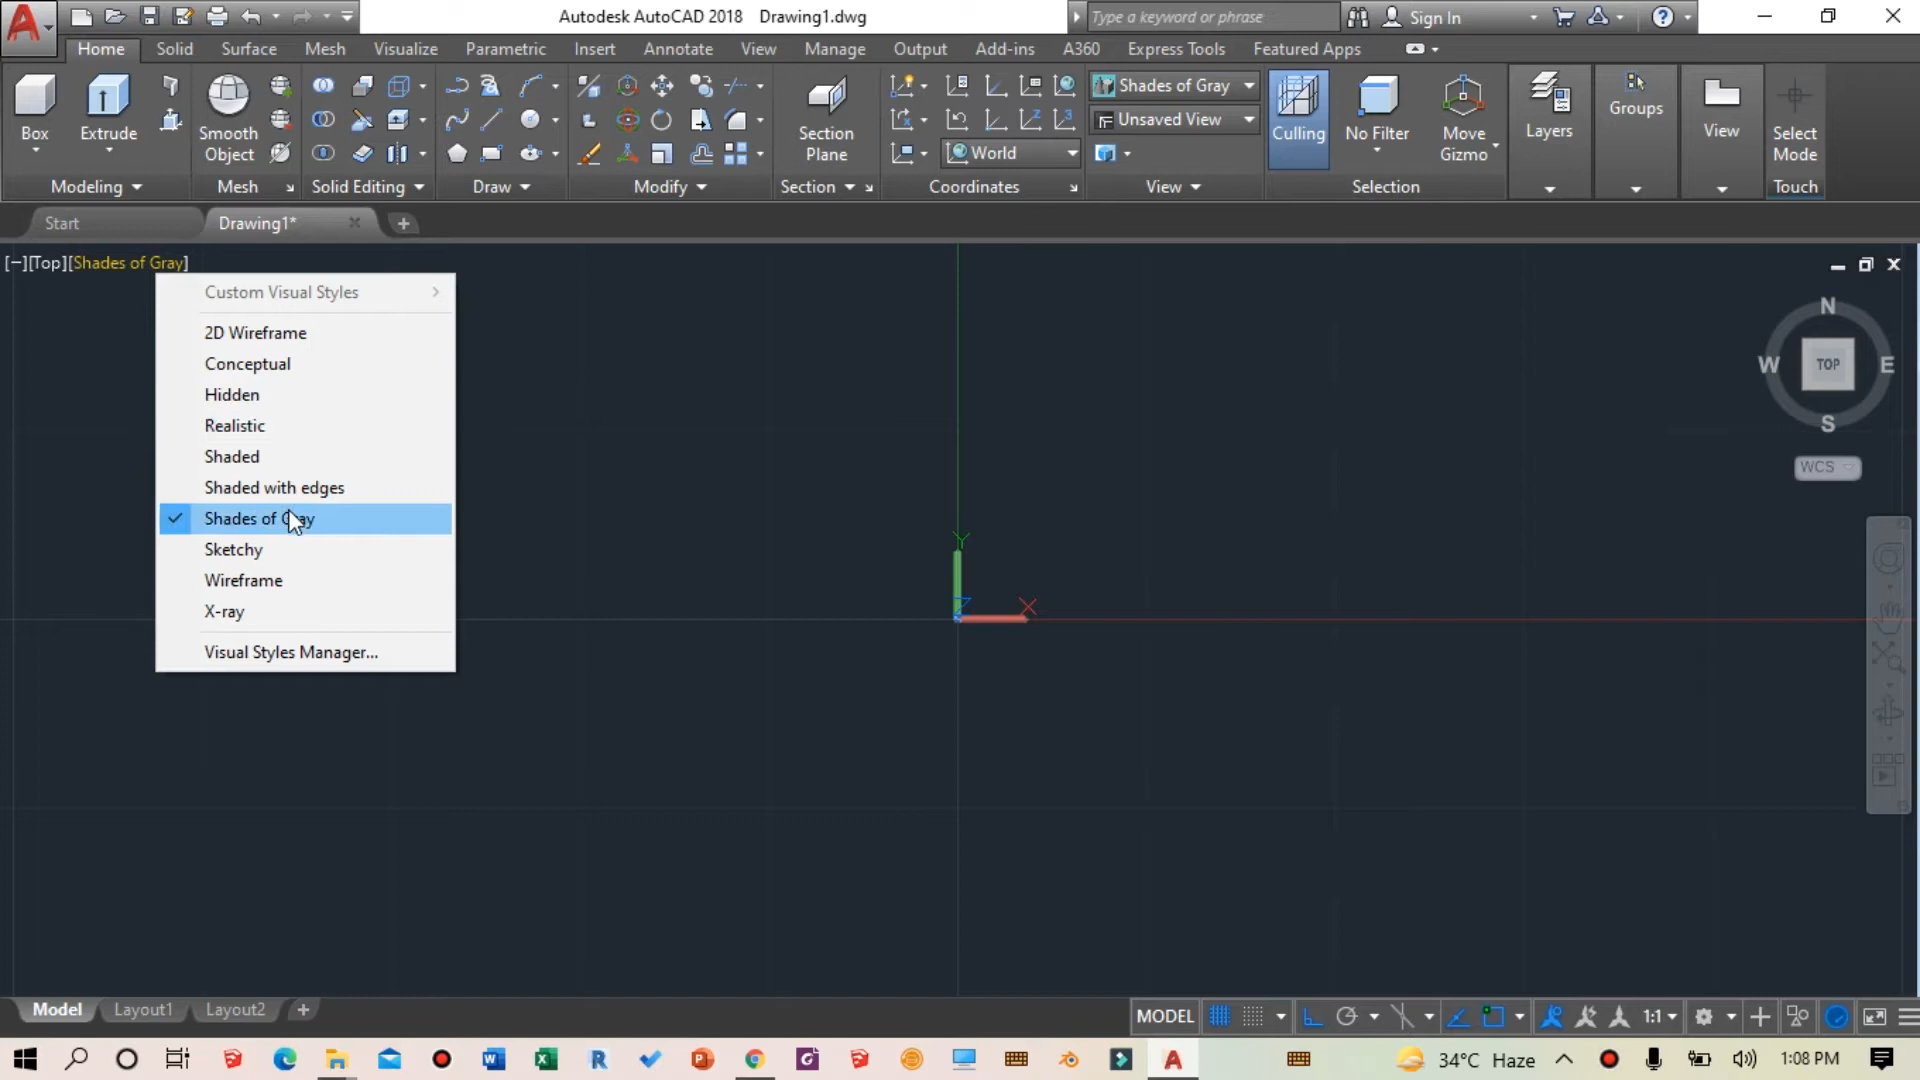 Autodesk AutoCAD 2018 Drawing1.dwg
Type a keyword or phrase
Sign In
Home Solid Surface Mesh Visualize Parametric Insert Annotate View Manage Output Add-ins A360 Express Tools Featured Apps
Box
Extrude
Modeling
Smooth
Object
Mesh
Solid Editing
Draw
Modify
Section
Plane
Section
World
Coordinates
Shades of Gray
Unsaved View
View
Culling
No Filter
Move
Gizmo
Selection
Layers
Groups
View
Select
Mode
Touch
Start
Drawing1*
[−][Top][Shades of Gray]
Custom Visual Styles
2D Wireframe
Conceptual
Hidden
Realistic
Shaded
Shaded with edges
Shades of Gray
Sketchy
Wireframe
X-ray
Visual Styles Manager...
Y
X
Z
N
W TOP E
S
WCS
Model Layout1 Layout2
MODEL
1:1
34°C Haze
1:08 PM